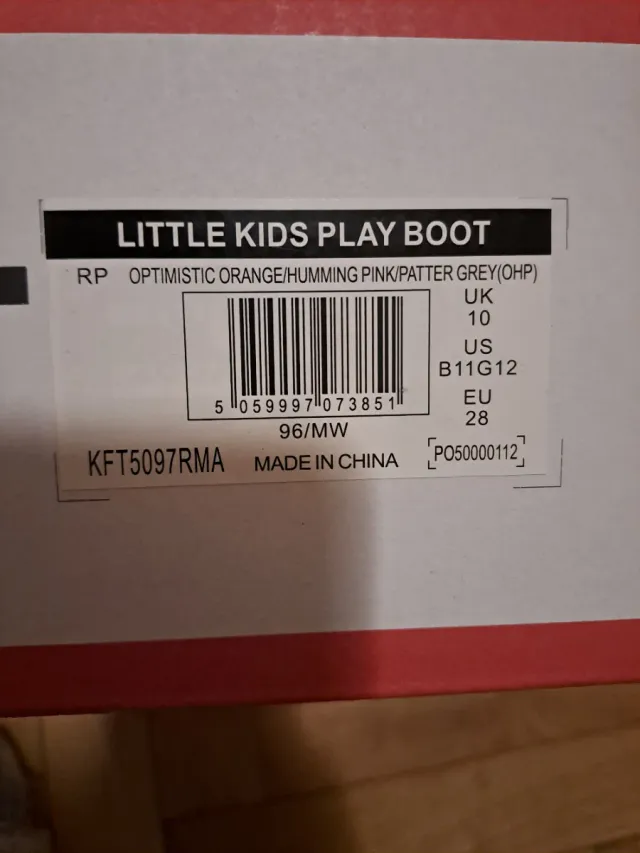 LITTLE KIDS PLAY BOOT
RP OPTIMISTIC ORANGE/HUMMING PINK/PATTER GREY(OHP)
UK
10
US
B11G12
EU
28
5 059997 073851
96/MW
KFT5097RMA MADE IN CHINA PO50000112